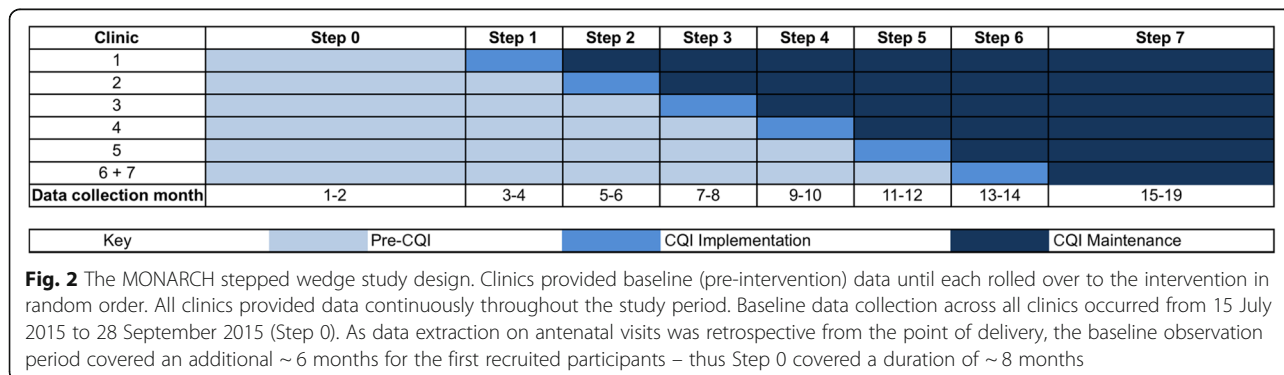 Clinic Step 0 Step 1 Step 2 Step 3 Step 4 Step 5 Step 6 Step 7
1
2
3
4
5
6 + 7
Data collection month 1-2 3-4 5-6 7-8 9-10 11-12 13-14 15-19
Key Pre-CQI CQI Implementation CQI Maintenance
Fig. 2 The MONARCH stepped wedge study design. Clinics provided baseline (pre-intervention) data until each rolled over to the intervention in
random order. All clinics provided data continuously throughout the study period. Baseline data collection across all clinics occurred from 15 July
2015 to 28 September 2015 (Step 0). As data extraction on antenatal visits was retrospective from the point of delivery, the baseline observation
period covered an additional ~ 6 months for the first recruited participants – thus Step 0 covered a duration of ~ 8 months